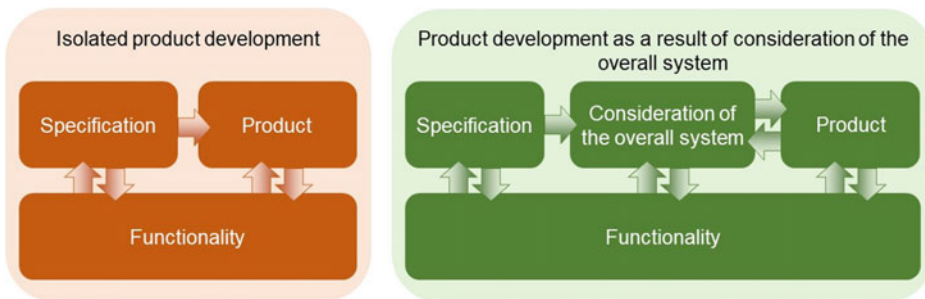 Isolated product development
Specification
Product
Functionality
Product development as a result of consideration of the
overall system
Specification
Consideration of
the overall system
Product
Functionality